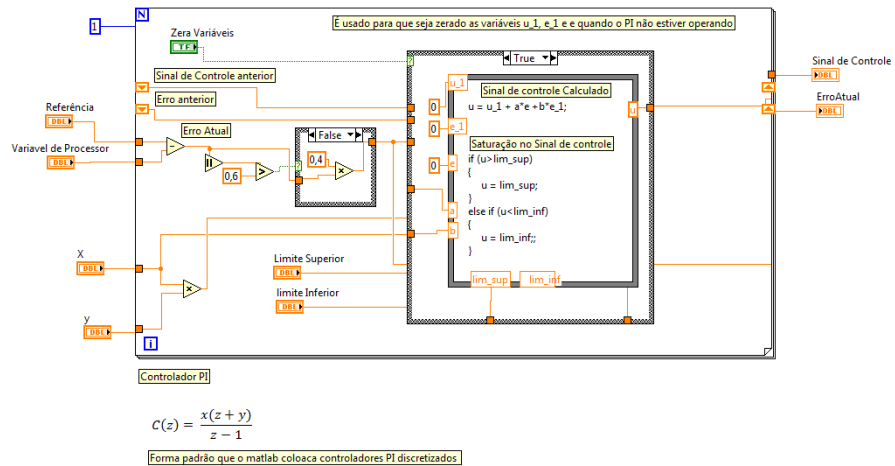 N
É usado para que seja zerado as variáveis u_1, e_1 e e quando o PI não estiver operando
1
Zera Variáveis
TF
True
Sinal de Controle
DBL
Sinal de Controle anterior
Erro anterior
ErroAtual
DBL
Referência
DBL
Erro Atual
Variavel de Processor
DBL
False
0,4
0,6
?
?
0
0
0
u_1
e_1
e
a
b
u
Sinal de controle Calculado
u = u_1 + a*e +b*e_1;
Saturação no Sinal de controle
if (u>lim_sup)
{
u = lim_sup;
}
else if (u<lim_inf)
{
u = lim_inf;;
}
lim_sup
lim_inf
X
DBL
y
DBL
Limite Superior
DBL
limite Inferior
DBL
i
Controlador PI
C(z) = x(z + y) / z − 1
Forma padrão que o matlab coloaca controladores PI discretizados